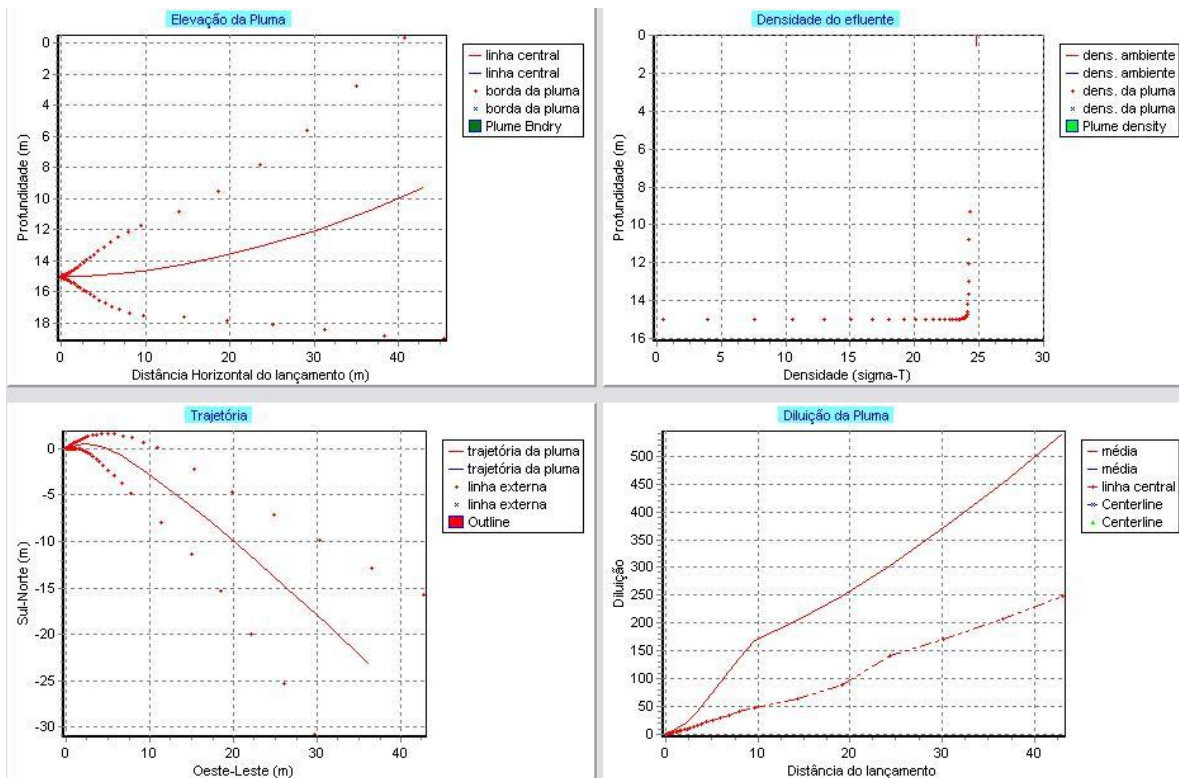 Elevação da Pluma
0
2
4
6
8
10
12
14
16
18
Profundidade (m)
0
10
20
30
40
Distância Horizontal do lançamento (m)
linha central
linha central
borda da pluma
borda da pluma
Plume Bndry
Densidade do efluente
0
2
4
6
8
10
12
14
16
Profundidade (m)
0
5
10
15
20
25
30
Densidade (sigma-T)
dens. ambiente
dens. ambiente
dens. da pluma
dens. da pluma
Plume density
Trajetória
0
-5
-10
-15
-20
-25
-30
Sul-Norte (m)
0
10
20
30
40
Oeste-Leste (m)
trajetória da pluma
trajetória da pluma
linha externa
linha externa
Outline
Diluição da Pluma
500
450
400
350
300
250
200
150
100
50
0
Diluição
0
10
20
30
40
Distância do lançamento
média
média
linha central
Centerline
Centerline